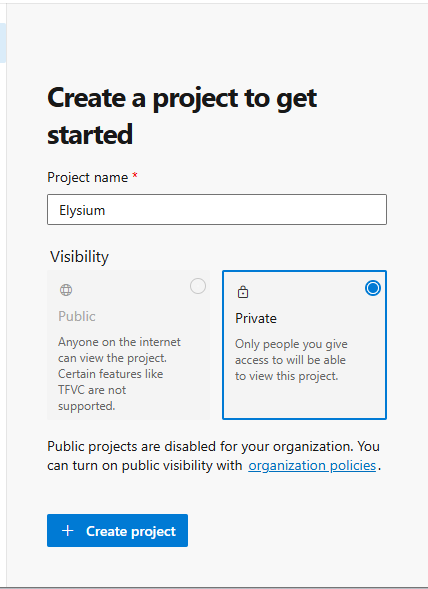 Create a project to get
started
Project name *
Elysium
Visibility
Public
Anyone on the internet
can view the project.
Certain features like
TFVC are not
supported.
Private
Only people you give
access to will be able
to view this project.
Public projects are disabled for your organization. You
can turn on public visibility with organization policies.
+ Create project